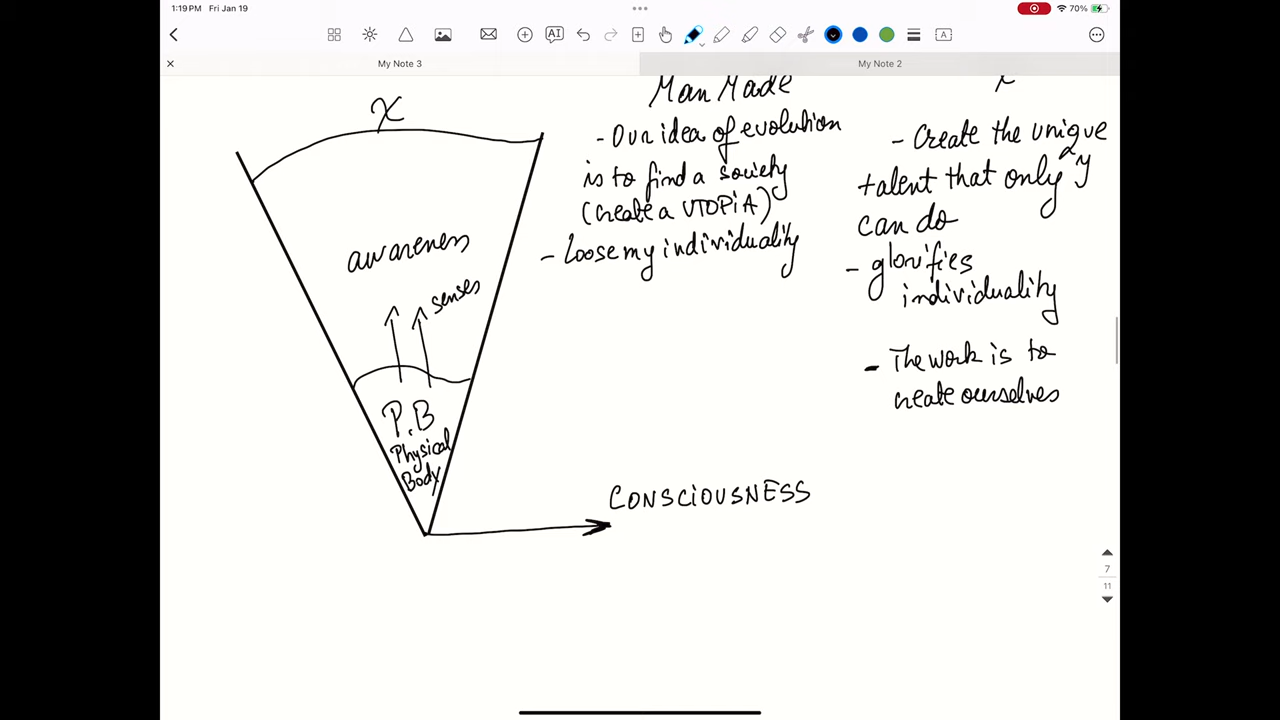 1:19 PM Fri Jan 19
70%
My Note 3
My Note 2
x
awareness
senses
P.B
Physical
Body
CONSCIOUSNESS
Man Made
- Our idea of evolution
is to find a society
(create a UTOPiA)
- Loose my individuality
- Create the unique
talent that only y
can do
- glorifies
individuality
- The work is to
create ourselves
7
11